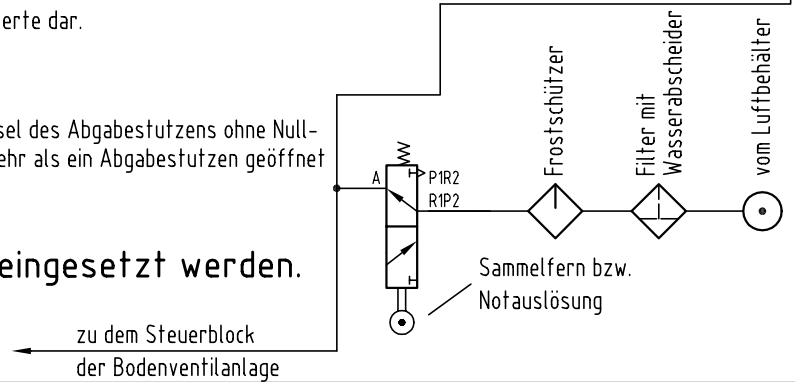 erte dar.
sel des Abgabestutzens ohne Null-
ehr als ein Abgabestutzen geöffnet
eingesetzt werden.
zu dem Steuerblock
der Bodenventilanlage
A
P1R2
R1P2
Sammelfern bzw.
Notauslösung
Frostschützer
Filter mit
Wasserabscheider
vom Luftbehälter